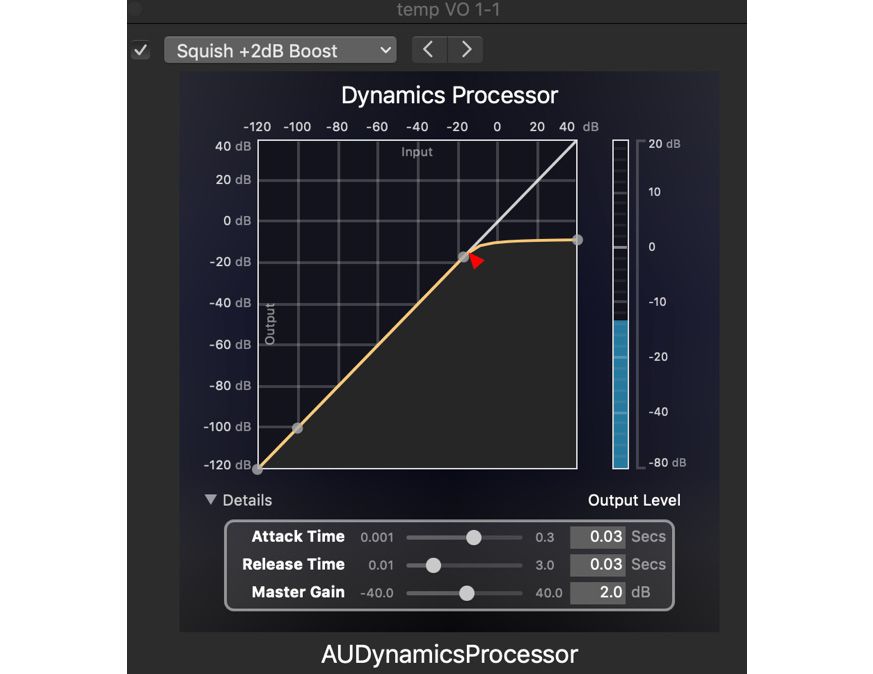 temp VO 1-1
Squish +2dB Boost
Dynamics Processor
-120 -100 -80 -60 -40 -20 0 20 40 dB
Input
40 dB
20 dB
0 dB
-20 dB
-40 dB
-60 dB
-80 dB
-100 dB
-120 dB
Output
20 dB
10
0
-10
-20
-40
-80 dB
Details
Output Level
Attack Time 0.001 0.3 0.03 Secs
Release Time 0.01 3.0 0.03 Secs
Master Gain -40.0 40.0 2.0 dB
AUDynamicsProcessor